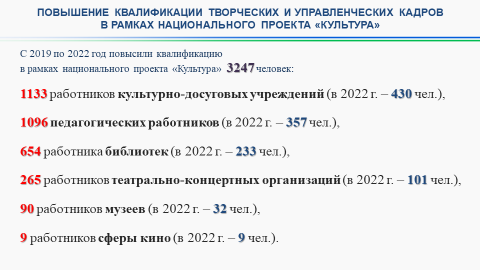 ПОВЫШЕНИЕ КВАЛИФИКАЦИИ ТВОРЧЕСКИХ И УПРАВЛЕНЧЕСКИХ КАДРОВ
В РАМКАХ НАЦИОНАЛЬНОГО ПРОЕКТА «КУЛЬТУРА»
С 2019 по 2022 год повысили квалификацию
в рамках национального проекта «Культура» 3247 человек:
1133 работников культурно-досуговых учреждений (в 2022 г. – 430 чел.),
1096 педагогических работников (в 2022 г. – 357 чел.),
654 работника библиотек (в 2022 г. – 233 чел.),
265 работников театрально-концертных организаций (в 2022 г. – 101 чел.),
90 работников музеев (в 2022 г. – 32 чел.),
9 работников сферы кино (в 2022 г. – 9 чел.).